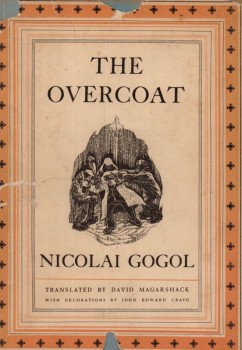 THE
OVERCOAT
NICOLAI GOGOL
TRANSLATED BY DAVID MAGARSHACK
WITH DECORATIONS BY JOHN EDWARD CRAIG